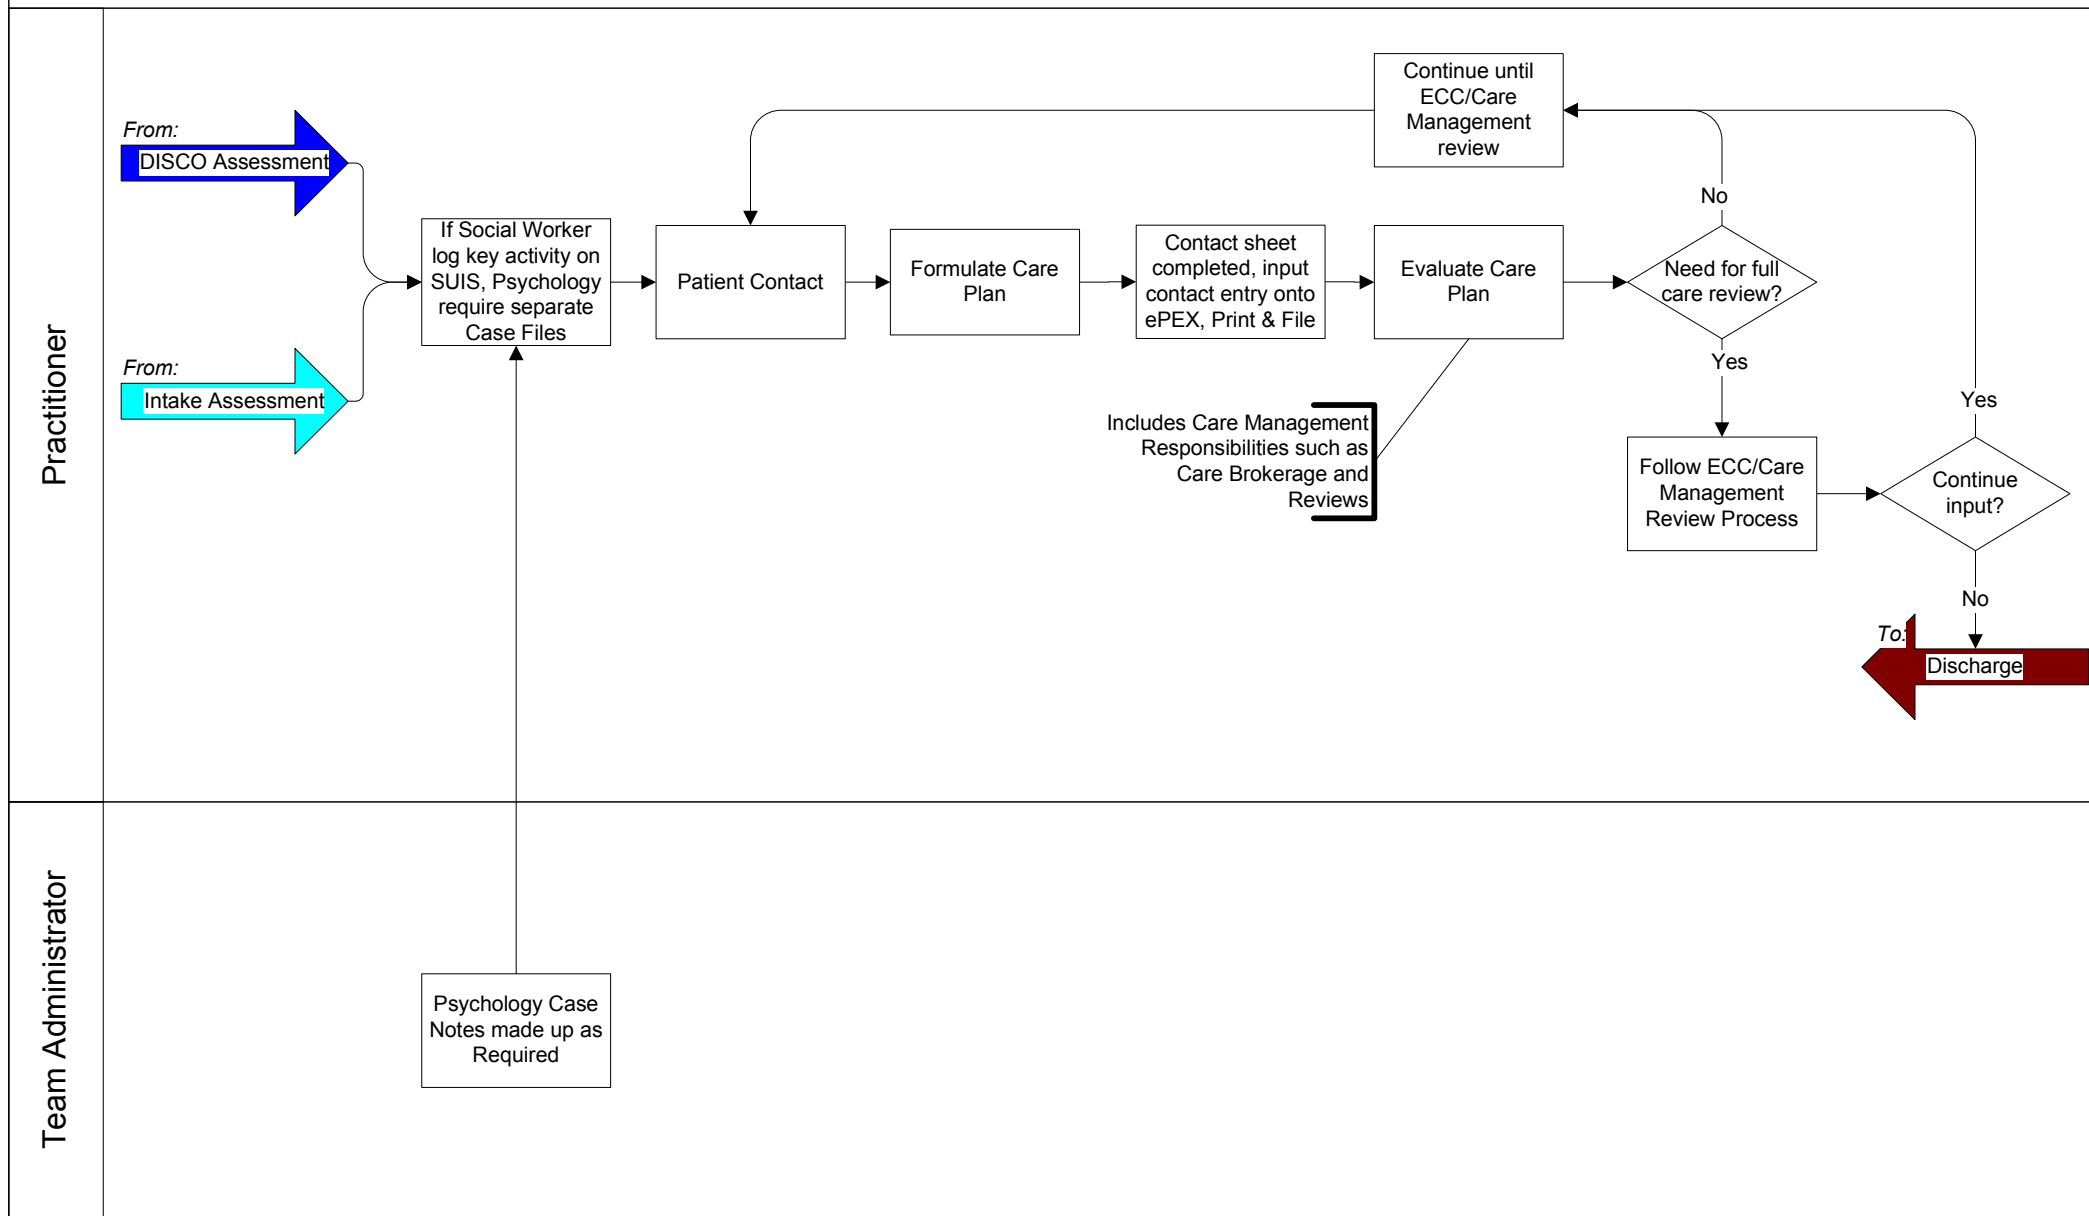 Practitioner
From:
DISCO Assessment
From:
Intake Assessment
If Social Worker
log key activity on
SUIS, Psychology
require separate
Case Files
Patient Contact
Formulate Care
Plan
Contact sheet
completed, input
contact entry onto
ePEX, Print & File
Evaluate Care
Plan
Includes Care Management
Responsibilities such as
Care Brokerage and
Reviews
Continue until
ECC/Care
Management
review
No
Need for full
care review?
Yes
Follow ECC/Care
Management
Review Process
Yes
Continue
input?
No
To:
Discharge
Team Administrator
Psychology Case
Notes made up as
Required